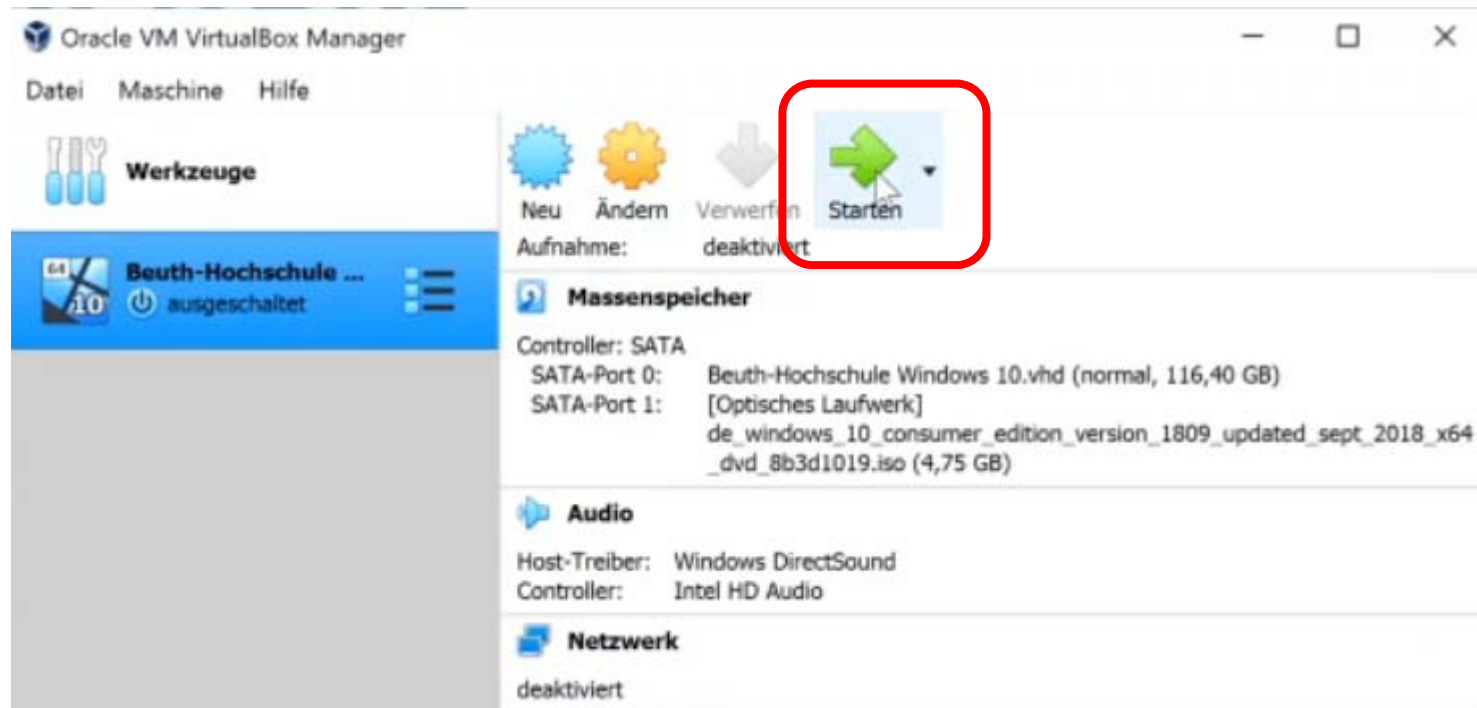 Oracle VM VirtualBox Manager
Datei Maschine Hilfe
Werkzeuge
Neu Ändern Verwerfen Starten
Aufnahme: deaktiviert
64
10
Beuth-Hochschule ...
ausgeschaltet
Massenspeicher
Controller: SATA
SATA-Port 0: Beuth-Hochschule Windows 10.vhd (normal, 116,40 GB)
SATA-Port 1: [Optisches Laufwerk]
de_windows_10_consumer_edition_version_1809_updated_sept_2018_x64
_dvd_8b3d1019.iso (4,75 GB)
Audio
Host-Treiber: Windows DirectSound
Controller: Intel HD Audio
Netzwerk
deaktiviert